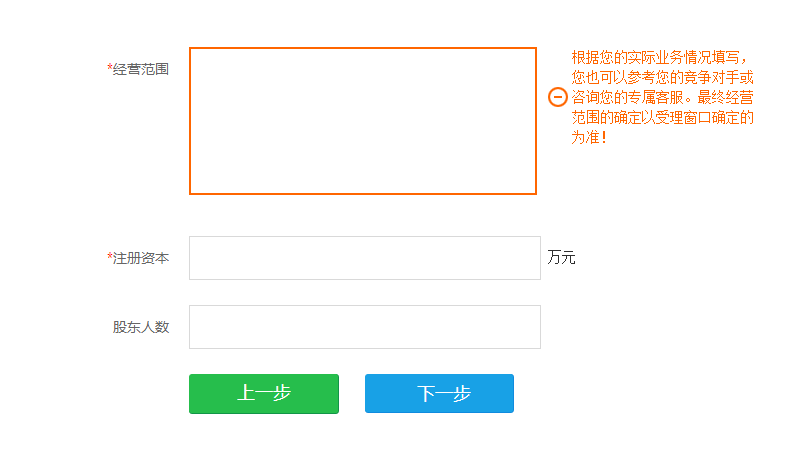 *经营范围
根据您的实际业务情况填写，
您也可以参考您的竞争对手或
咨询您的专属客服。最终经营
范围的确定以受理窗口确定的
为准！
*注册资本
万元
股东人数
上一步
下一步